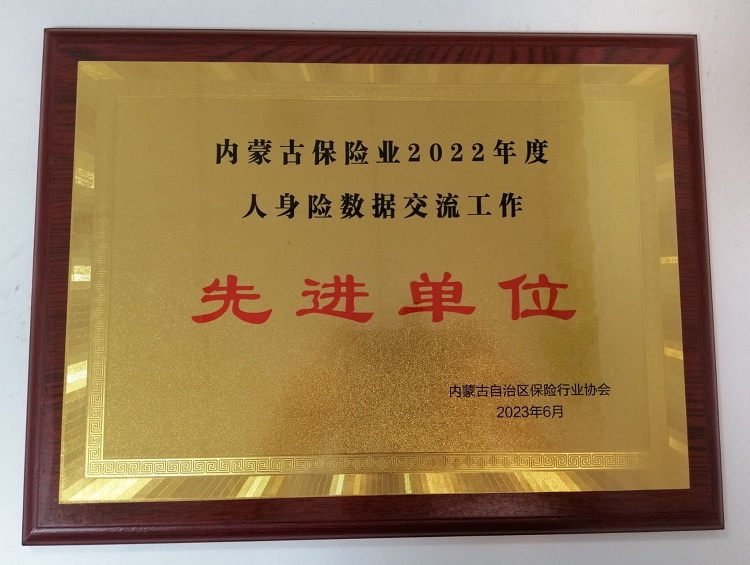 内蒙古保险业2022年度
人身险数据交流工作
先进单位
内蒙古自治区保险行业协会
2023年6月